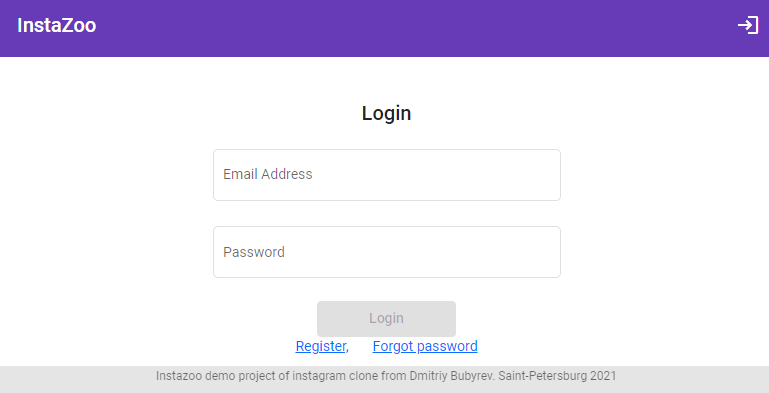 InstaZoo
Login
Email Address
Password
Login
Register, Forgot password
Instazoo demo project of instagram clone from Dmitriy Bubyrev. Saint-Petersburg 2021